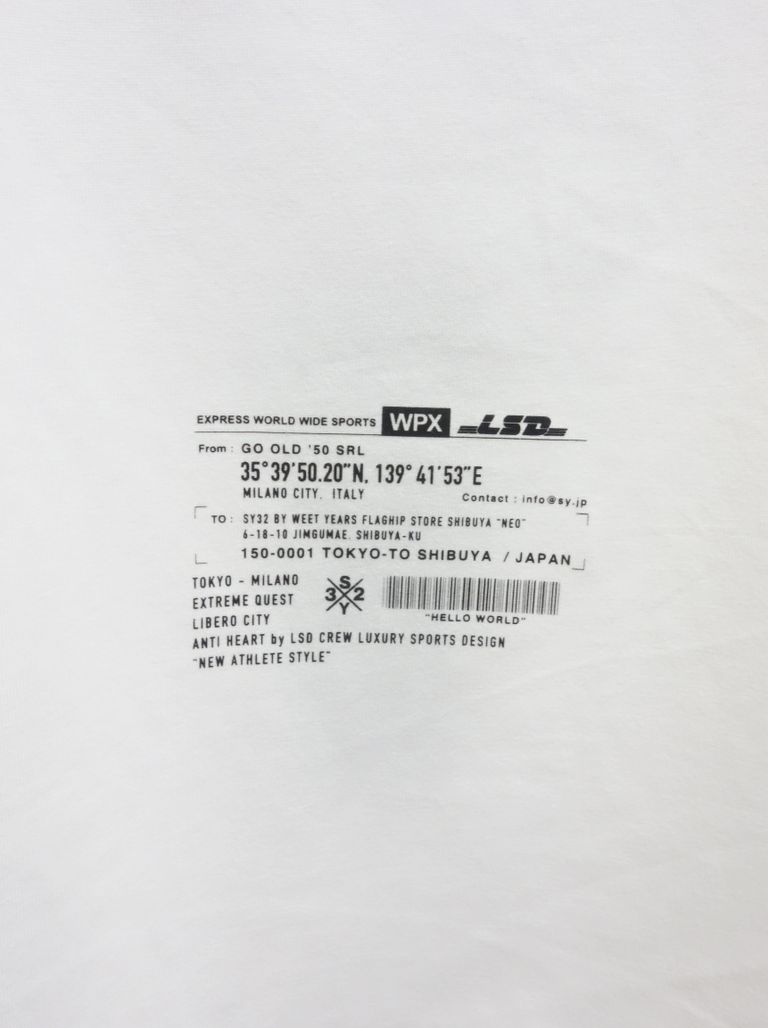 EXPRESS WORLD WIDE SPORTS WPX LSD
From : GO OLD '50 SRL
35°39'50.20"N, 139°41'53"E
MILANO CITY, ITALY
Contact : info@sy.jp
TO : SY32 BY WEET YEARS FLAGHIP STORE SHIBUYA "NEO"
6-18-10 JIMGUMAE. SHIBUYA-KU
150-0001 TOKYO-TO SHIBUYA / JAPAN
TOKYO - MILANO
EXTREME QUEST
LIBERO CITY
S
3 2
Y
"HELLO WORLD"
ANTI HEART by LSD CREW LUXURY SPORTS DESIGN
"NEW ATHLETE STYLE"